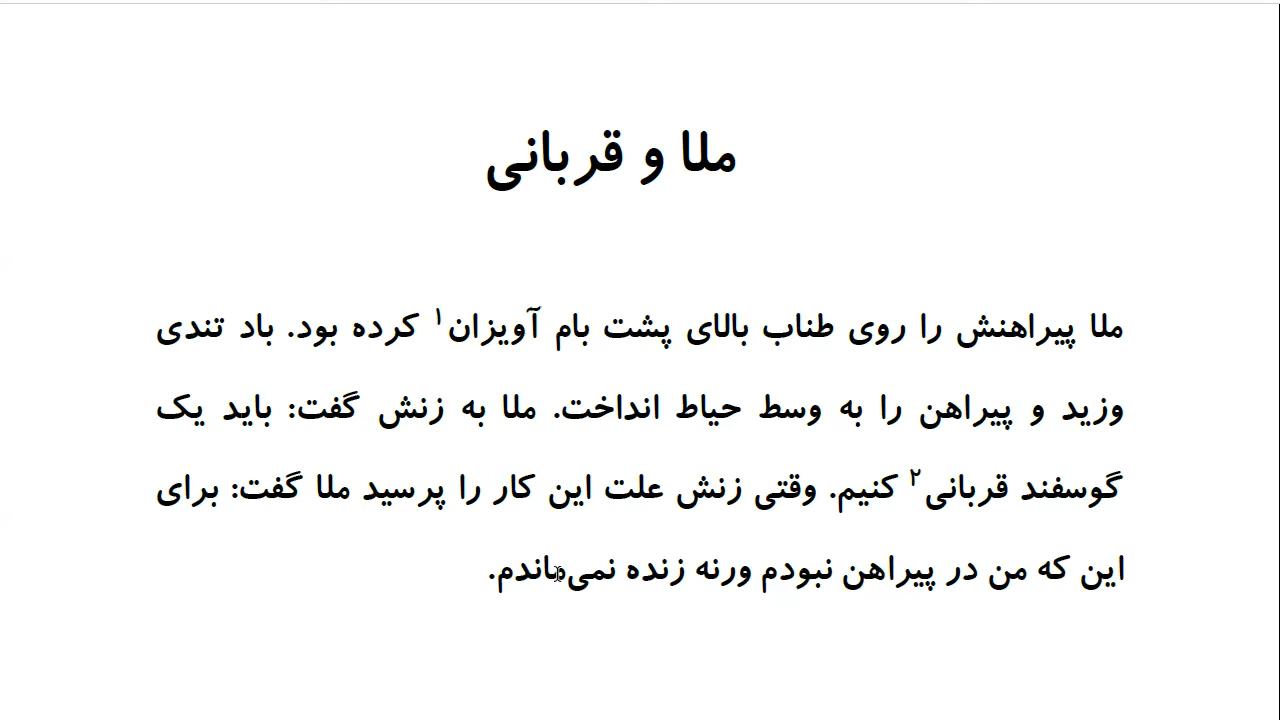 ملا و قربانی
ملا پیراهنش را روی طناب بالای پشت بام آویزان۱ کرده بود. باد تندی
وزید و پیراهن را به وسط حیاط انداخت. ملا به زنش گفت: باید یک
گوسفند قربانی۲ کنیم. وقتی زنش علت این کار را پرسید ملا گفت: برای
این که من در پیراهن نبودم ورنه زنده نمی‌ماندم.